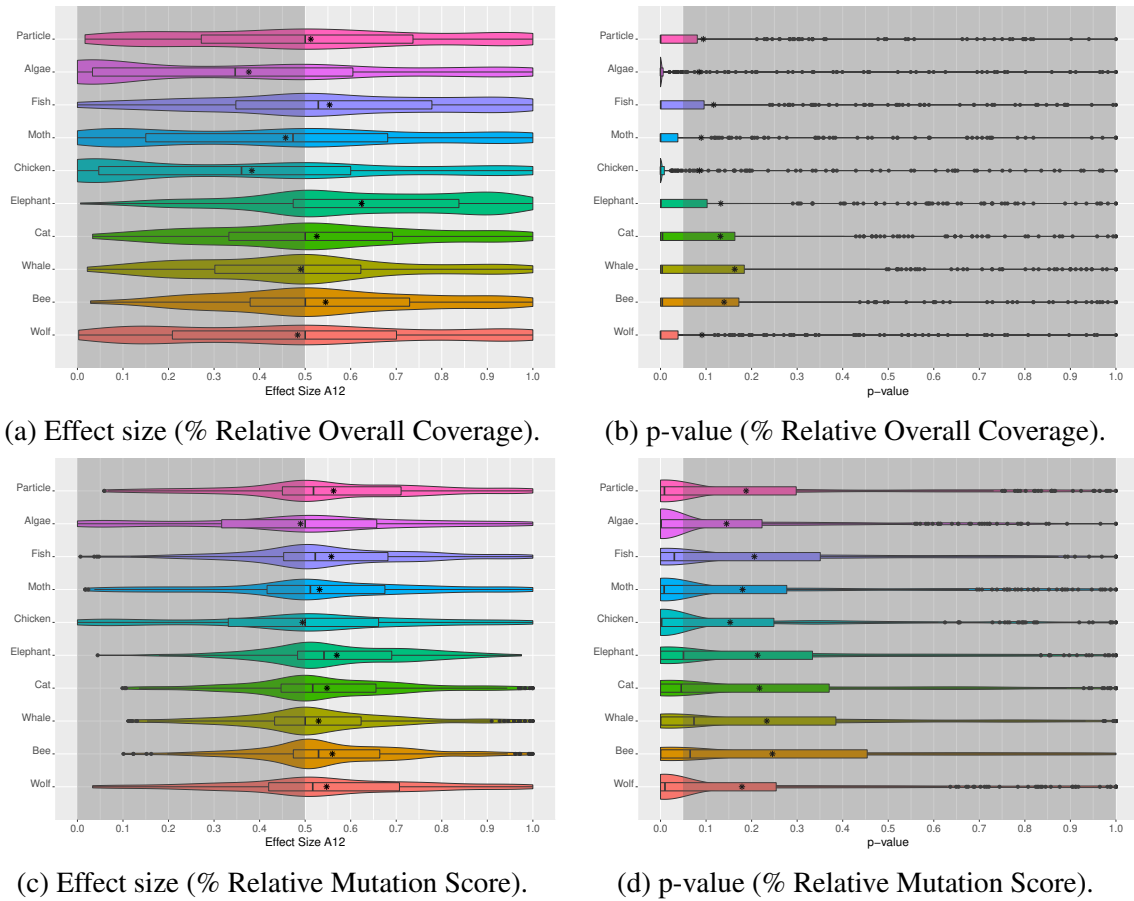 Particle
Algae
Fish
Moth
Chicken
Elephant
Cat
Whale
Bee
Wolf
0.0 0.1 0.2 0.3 0.4 0.5 0.6 0.7 0.8 0.9 1.0
Effect Size A12
(a) Effect size (% Relative Overall Coverage).
Particle
Algae
Fish
Moth
Chicken
Elephant
Cat
Whale
Bee
Wolf
0.0 0.1 0.2 0.3 0.4 0.5 0.6 0.7 0.8 0.9 1.0
p-value
(b) p-value (% Relative Overall Coverage).
Particle
Algae
Fish
Moth
Chicken
Elephant
Cat
Whale
Bee
Wolf
0.0 0.1 0.2 0.3 0.4 0.5 0.6 0.7 0.8 0.9 1.0
Effect Size A12
(c) Effect size (% Relative Mutation Score).
Particle
Algae
Fish
Moth
Chicken
Elephant
Cat
Whale
Bee
Wolf
0.0 0.1 0.2 0.3 0.4 0.5 0.6 0.7 0.8 0.9 1.0
p-value
(d) p-value (% Relative Mutation Score).